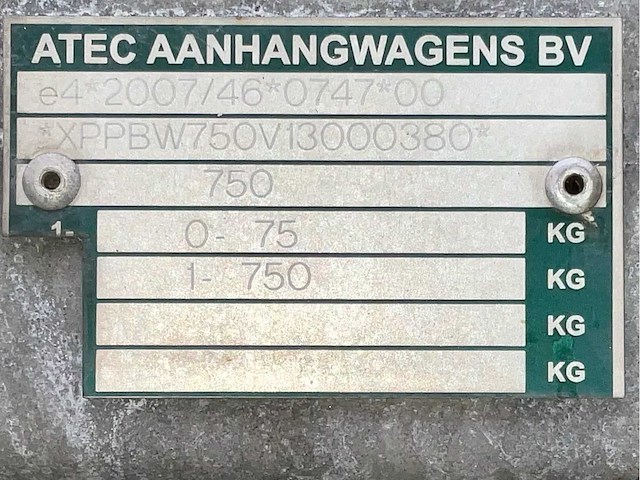 ATEC AANHANGWAGENS BV
e4*2007/46*0747*00
*XPPBW750V13000380*
750
1- 0- 75 KG
1- 750 KG
KG
KG